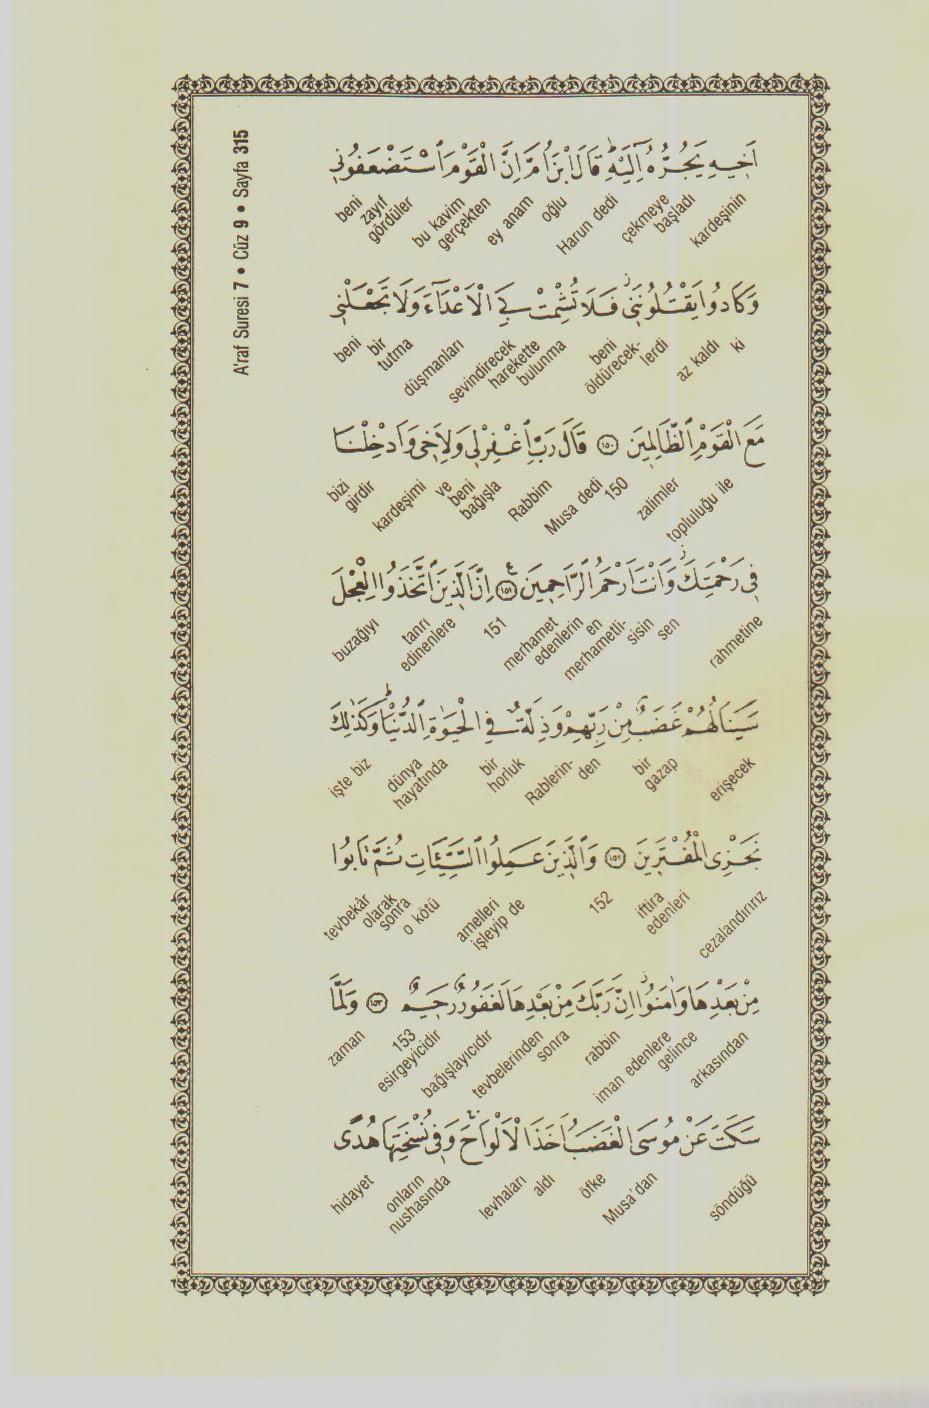 A'raf Suresi 7 • Cüz 9 • Sayfa 315
اَخ۪يهِ يَجُرُّهُٓ اِلَيْهِۜ قَالَ ابْنَ اُمَّ اِنَّ الْقَوْمَ اسْتَضْعَفُون۪ي
kardeşinin çekmeye başladı Harun dedi oğlu ey anam bu kavim gerçekten beni zayıf gördüler
وَكَادُوا يَقْتُلُونَن۪يۘ فَلَا تُشْمِتْ بِيَ الْاَعْدَٓاءَ وَلَا تَجْعَلْن۪ي
ki az kaldı beni öldürecek-lerdi sevindirecek harekette bulunma düşmanları beni bir tutma
مَعَ الْقَوْمِ الظَّالِم۪ينَ ﴿١٥٠﴾ قَالَ رَبِّ اغْفِرْ ل۪ي وَلِاَخ۪ي وَاَدْخِلْنَا
topluluğu ile zalimler 150 Musa dedi Rabbim beni bağışla ve kardeşimi bizi girdir
ف۪ي رَحْمَتِكَۘ وَاَنْتَ اَرْحَمُ الرَّاحِم۪ينَ۟ ﴿١٥١﴾ اِنَّ الَّذ۪ينَ اتَّخَذُوا الْعِجْلَ
rahmetine sen sisin en merhametli- merhamet edenlerin 151 tanrı edinenlere buzağıyı
سَيَنَالُهُمْ غَضَبٌ مِنْ رَبِّهِمْ وَذِلَّةٌ فِي الْحَيٰوةِ الدُّنْيَاۜ وَكَذٰلِكَ
erişecek bir gazap Rablerin-den bir horluk dünya hayatında işte biz
نَجْزِي الْمُفْتَر۪ينَ ﴿١٥٢﴾ وَالَّذ۪ينَ عَمِلُوا السَّيِّـَٔاتِ ثُمَّ تَابُوا
cezalandırırız iftira edenleri 152 amelleri işleyip de o kötü olarak sonra tevbekâr
مِنْ بَعْدِهَا وَاٰمَنُواۘ اِنَّ رَبَّكَ مِنْ بَعْدِهَا لَغَفُورٌ رَح۪يمٌ ﴿١٥٣﴾ وَلَمَّا
arkasından iman edenlere gelince rabbin tevbelerinden sonra bağışlayıcıdır esirgeyicidir 153 zaman
سَكَتَ عَنْ مُوسَى الْغَضَبُ اَخَذَ الْاَلْوَاحَۚ وَف۪ي نُسْخَتِهَا هُدًى
söndüğü Musa'dan öfke aldı levhaları onların nushasında hidayet